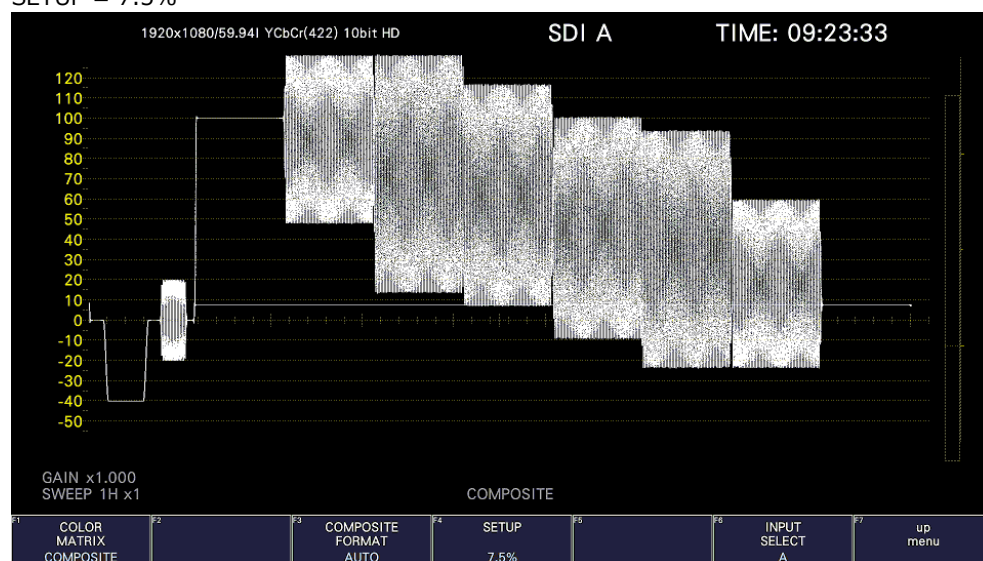 SETUP = 7.5%
1920x1080/59.94I YCbCr(422) 10bit HD SDI A TIME: 09:23:33
120
110
100
90
80
70
60
50
40
30
20
10
0
-10
-20
-30
-40
-50
GAIN x1.000
SWEEP 1H x1 COMPOSITE
F1 COLOR MATRIX COMPOSITE
F2
F3 COMPOSITE FORMAT AUTO
F4 SETUP 7.5%
F5
F6 INPUT SELECT A
F7 up menu